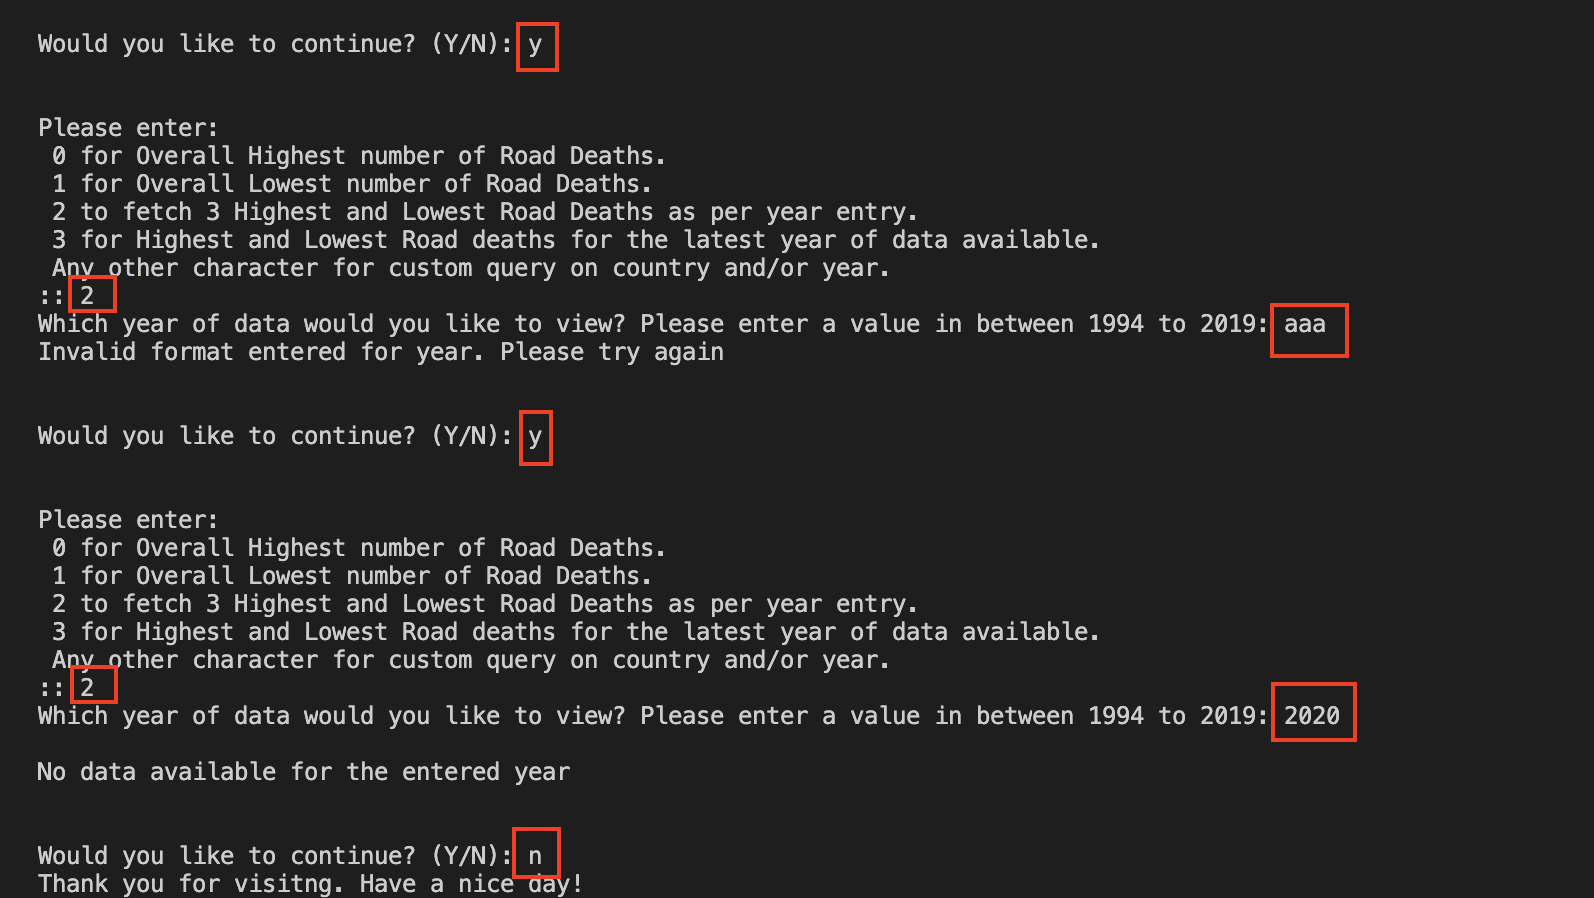 Would you like to continue? (Y/N): y
Please enter:
0 for Overall Highest number of Road Deaths.
1 for Overall Lowest number of Road Deaths.
2 to fetch 3 Highest and Lowest Road Deaths as per year entry.
3 for Highest and Lowest Road deaths for the latest year of data available.
Any other character for custom query on country and/or year.
:: 2
Which year of data would you like to view? Please enter a value in between 1994 to 2019: aaa
Invalid format entered for year. Please try again
Would you like to continue? (Y/N): y
Please enter:
0 for Overall Highest number of Road Deaths.
1 for Overall Lowest number of Road Deaths.
2 to fetch 3 Highest and Lowest Road Deaths as per year entry.
3 for Highest and Lowest Road deaths for the latest year of data available.
Any other character for custom query on country and/or year.
:: 2
Which year of data would you like to view? Please enter a value in between 1994 to 2019: 2020
No data available for the entered year
Would you like to continue? (Y/N): n
Thank you for visitng. Have a nice day!